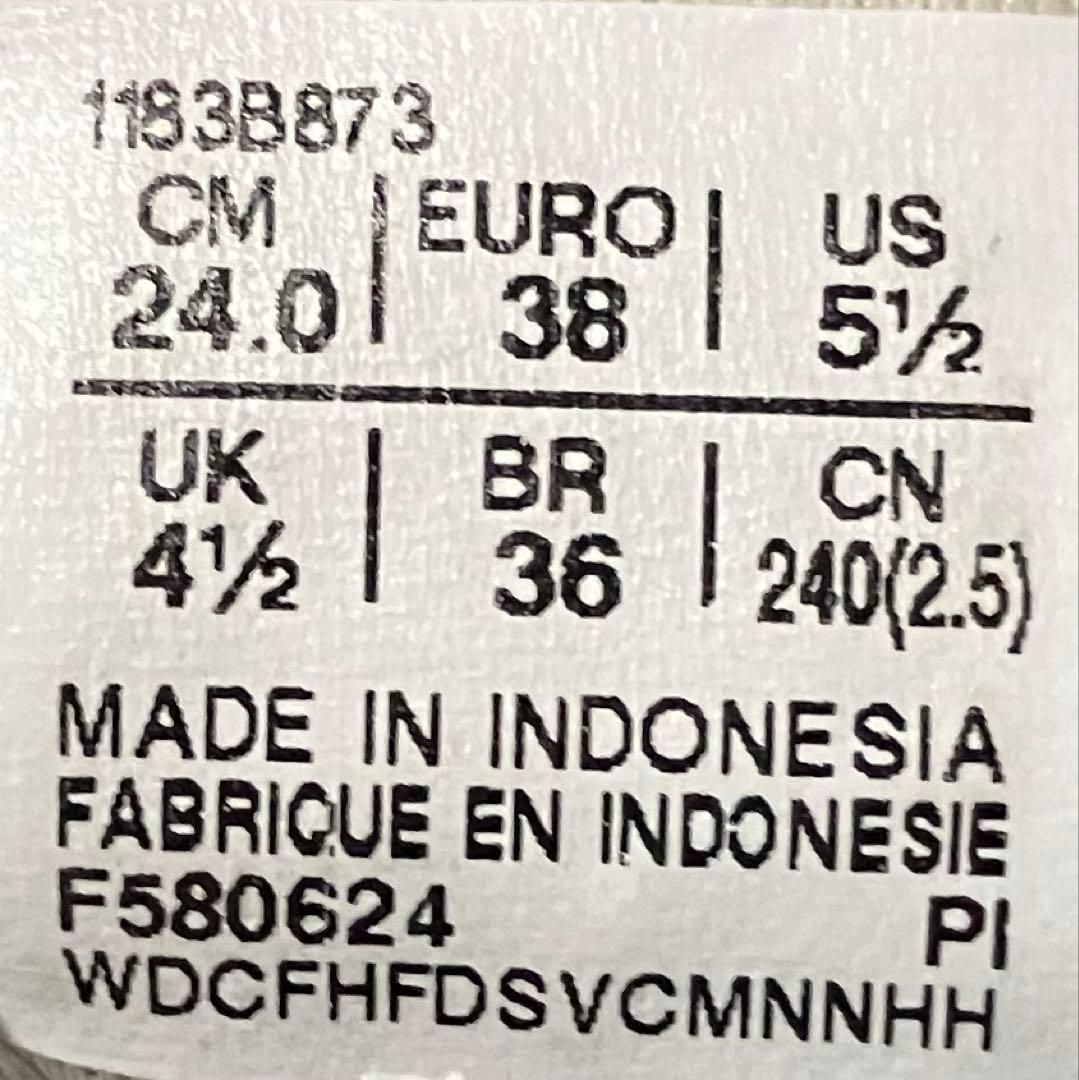 1183B873
CM EURO US
24.0 38 5½
UK BR CN
4½ 36 240(2.5)
MADE IN INDONESIA
FABRIQUE EN INDONESIE
F580624 PI
WDCFHFDSVCMNNHH